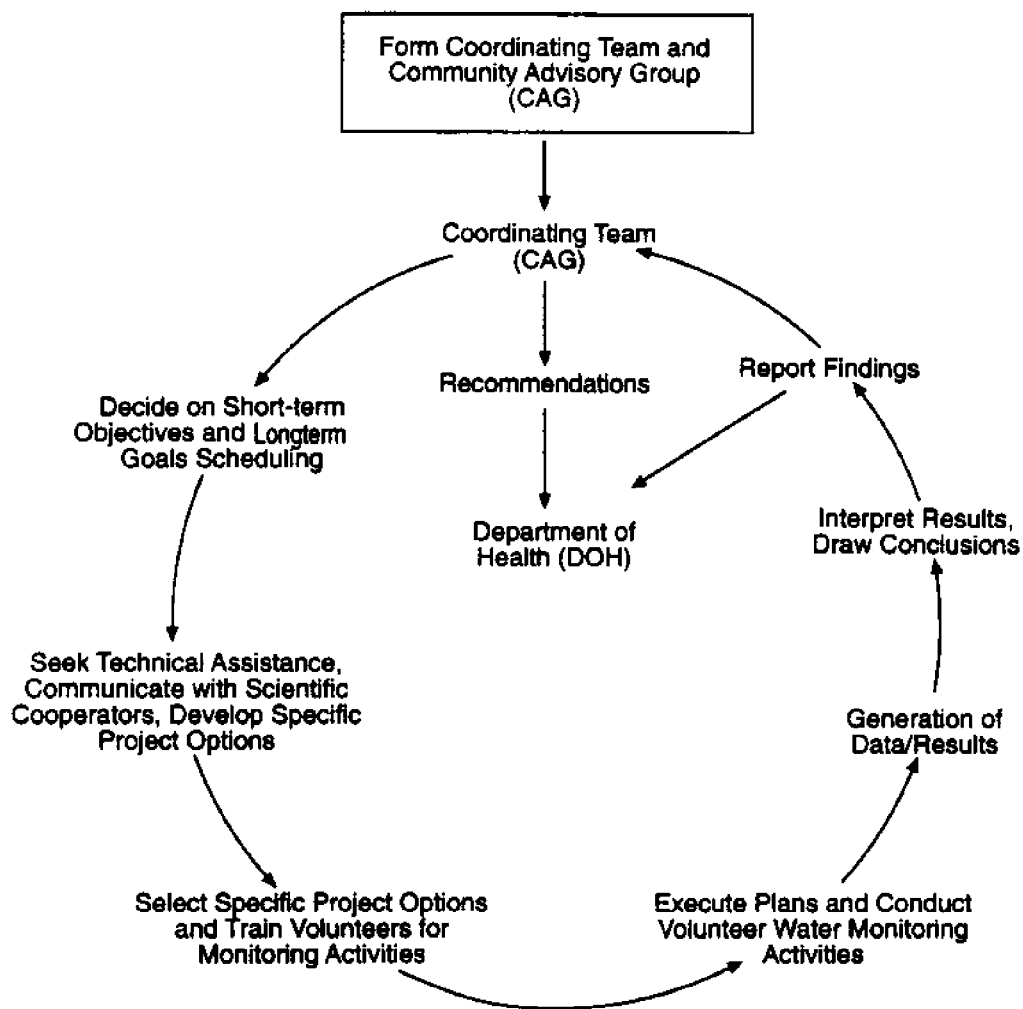 Form Coordinating Team and
Community Advisory Group
(CAG)
Coordinating Team
(CAG)
Recommendations
Report Findings
Decide on Short-term
Objectives and Longterm
Goals Scheduling
Department of
Health (DOH)
Interpret Results,
Draw Conclusions
Seek Technical Assistance,
Communicate with Scientific
Cooperators, Develop Specific
Project Options
Generation of
Data/Results
Select Specific Project Options
and Train Volunteers for
Monitoring Activities
Execute Plans and Conduct
Volunteer Water Monitoring
Activities